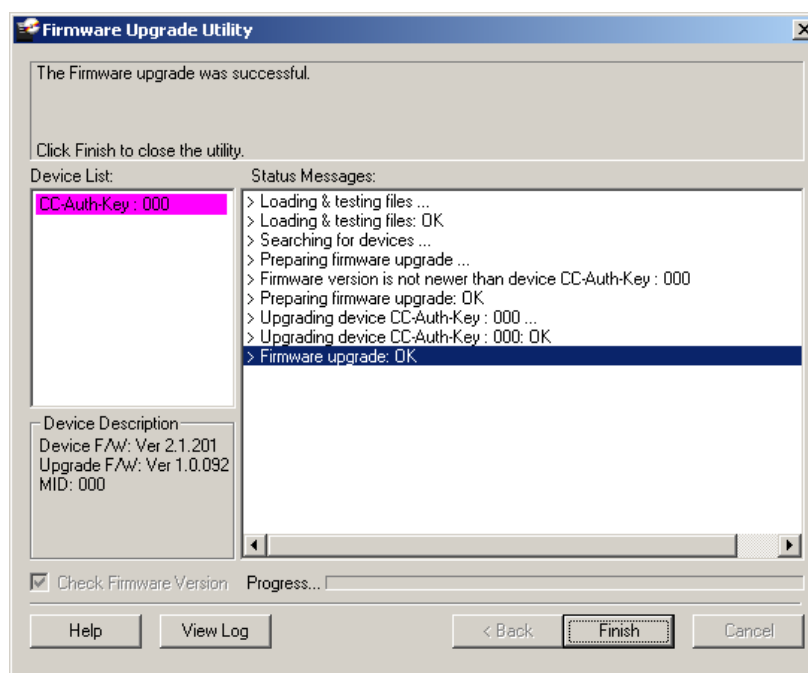 Firmware Upgrade Utility
The Firmware upgrade was successful.
Click Finish to close the utility.
Device List:
CC-Auth-Key : 000
Device Description
Device F/W: Ver 2.1.201
Upgrade F/W: Ver 1.0.092
MID: 000
Status Messages:
> Loading & testing files ...
> Loading & testing files: OK
> Searching for devices ...
> Preparing firmware upgrade ...
> Firmware version is not newer than device CC-Auth-Key : 000
> Preparing firmware upgrade: OK
> Upgrading device CC-Auth-Key : 000 ...
> Upgrading device CC-Auth-Key : 000: OK
> Firmware upgrade: OK
Check Firmware Version Progress...
Help View Log < Back Finish Cancel